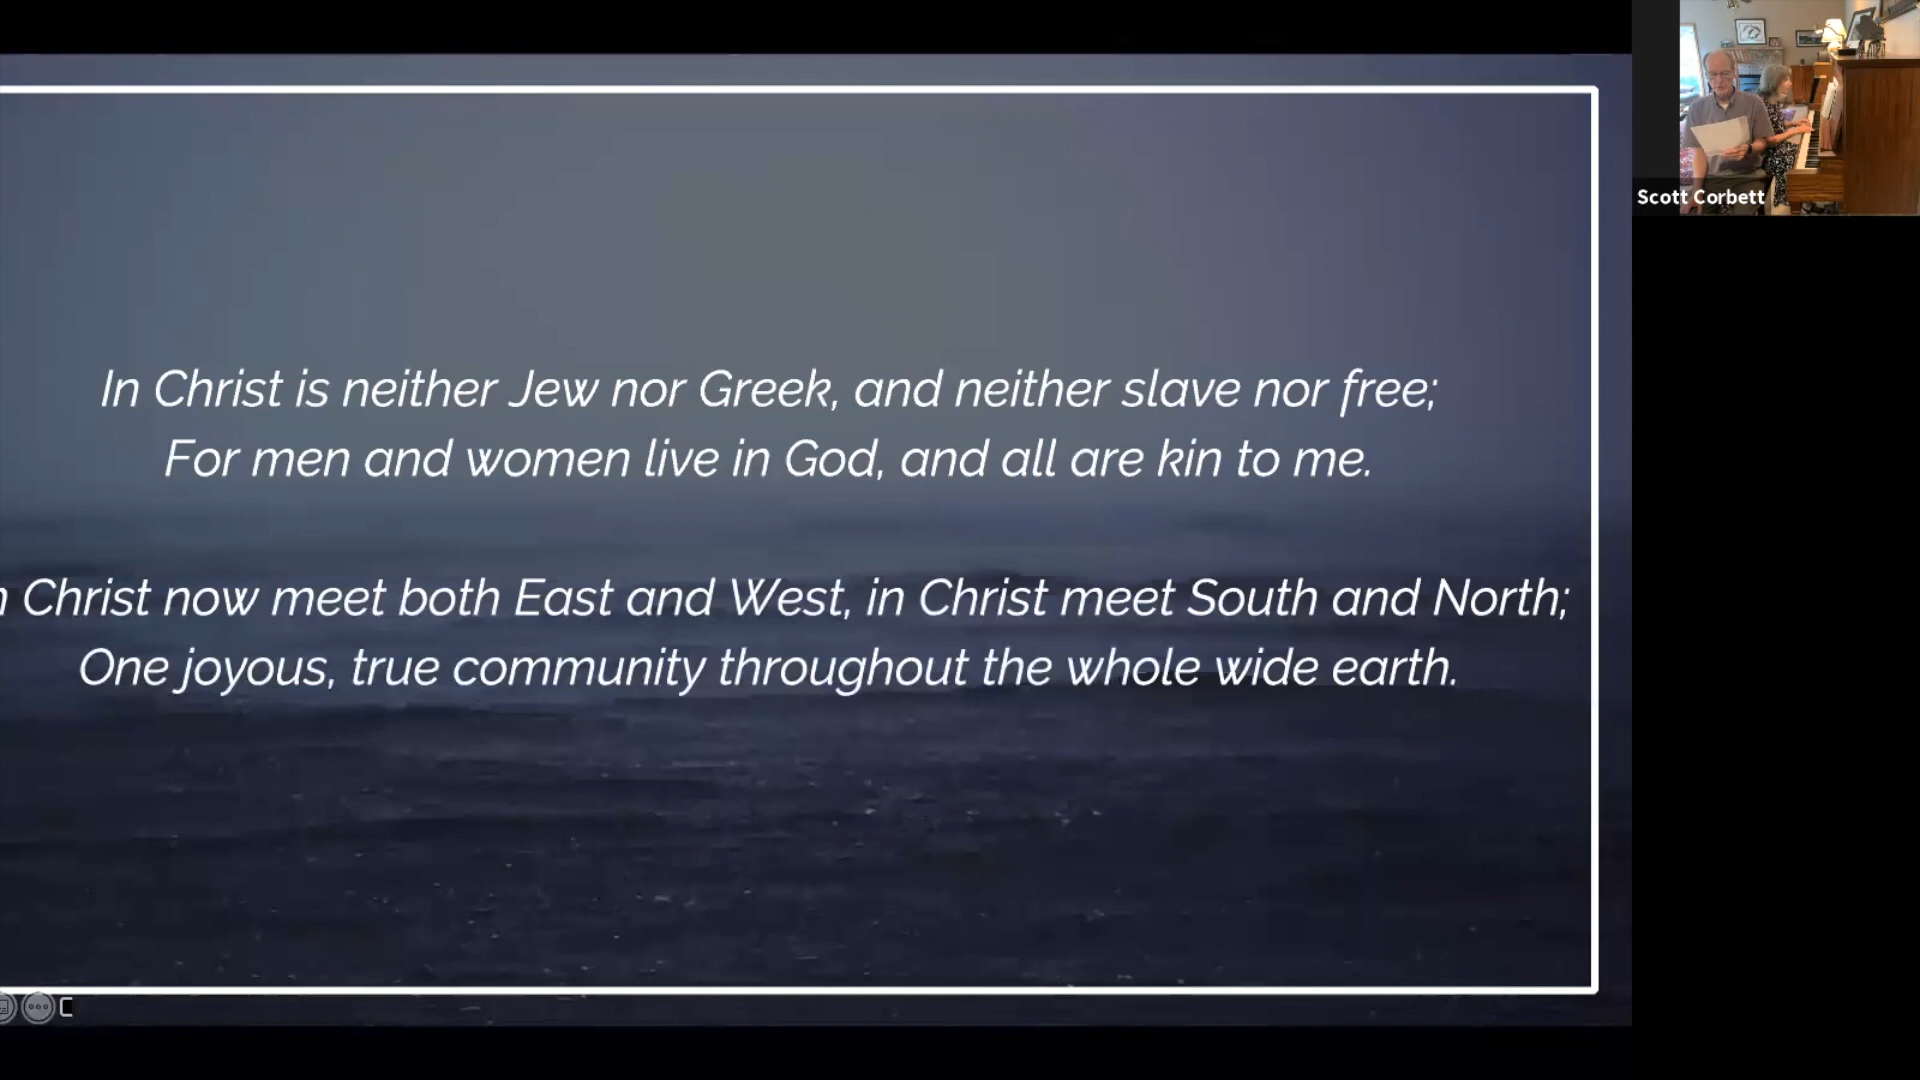 In Christ is neither Jew nor Greek, and neither slave nor free;
For men and women live in God, and all are kin to me.
Christ now meet both East and West, in Christ meet South and North;
One joyous, true community throughout the whole wide earth.
Scott Corbett